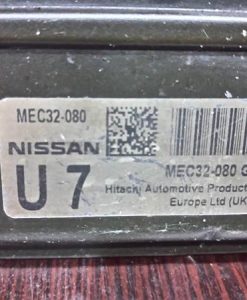 MEC32-080
NISSAN
U 7
MEC32-080 G
Hitachi Automotive Product
Europe Ltd (UK